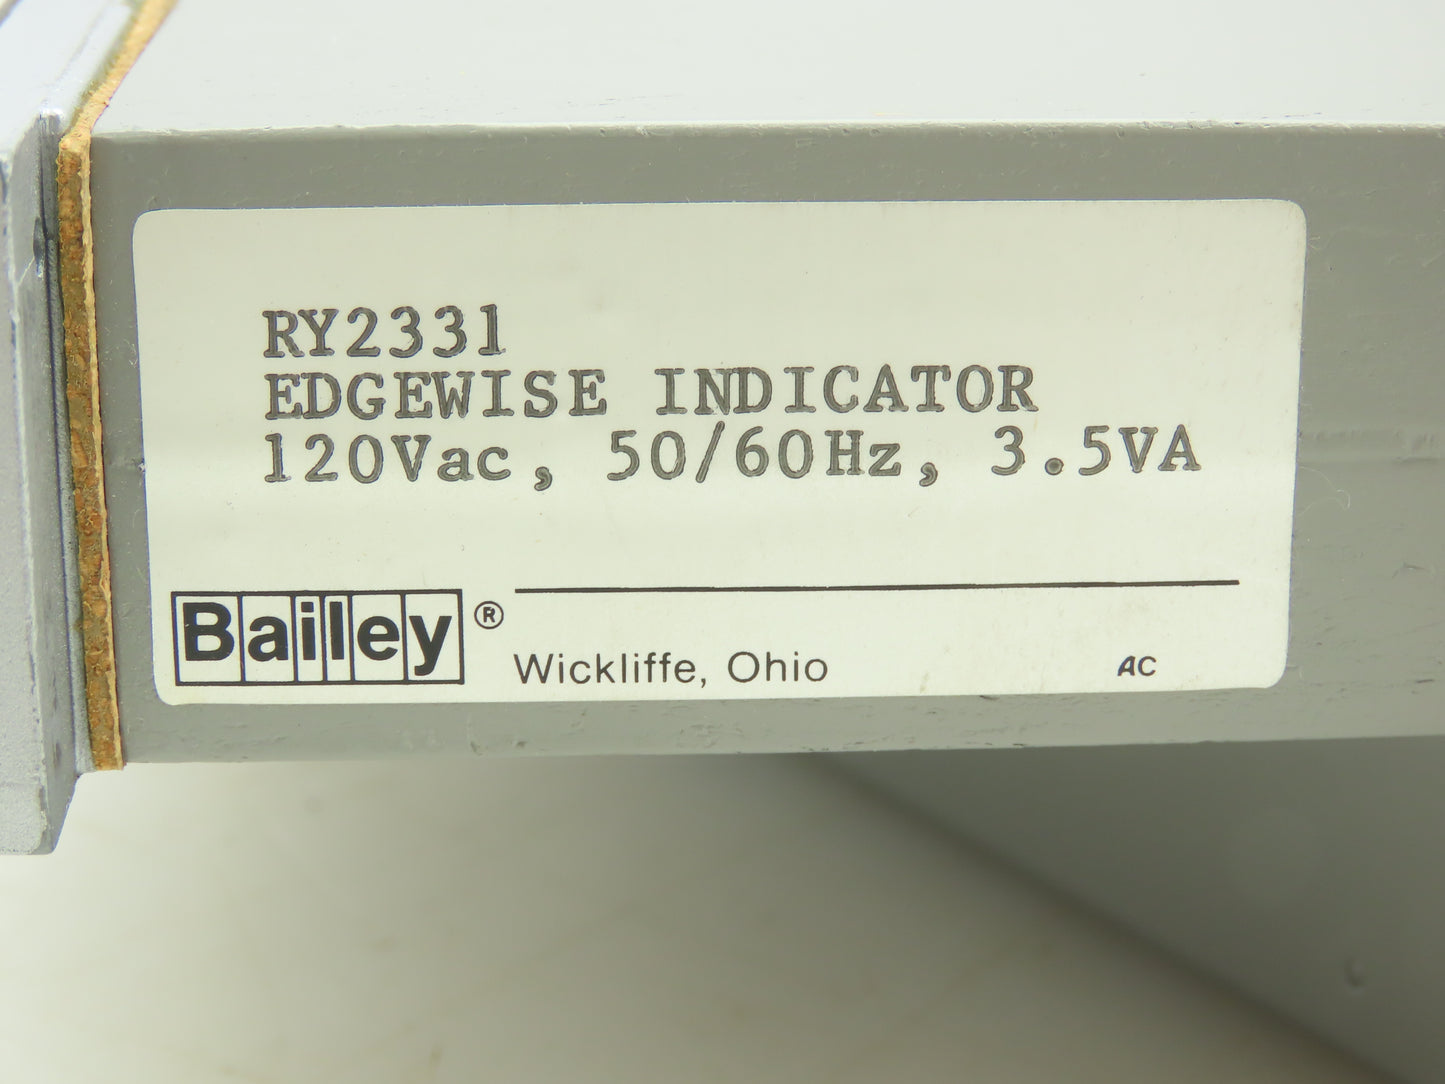 RY2331
EDGEWISE INDICATOR
120Vac, 50/60Hz, 3.5VA
Bailey®
Wickliffe, Ohio AC